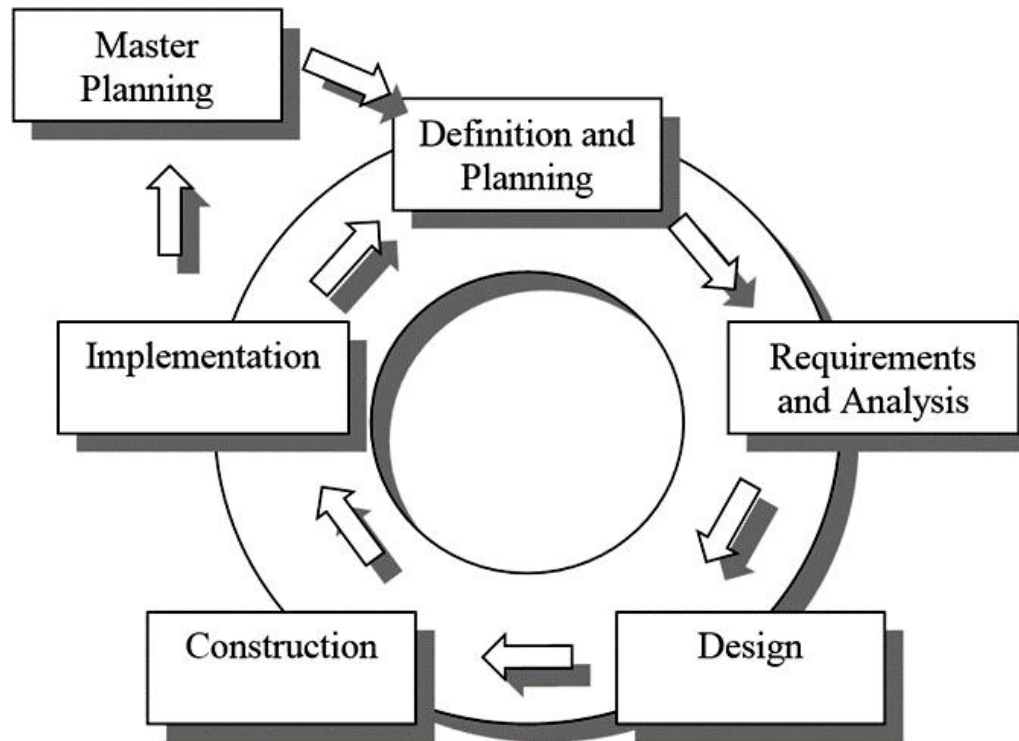 Master
Planning
Definition and
Planning
Implementation
Requirements
and Analysis
Construction
Design